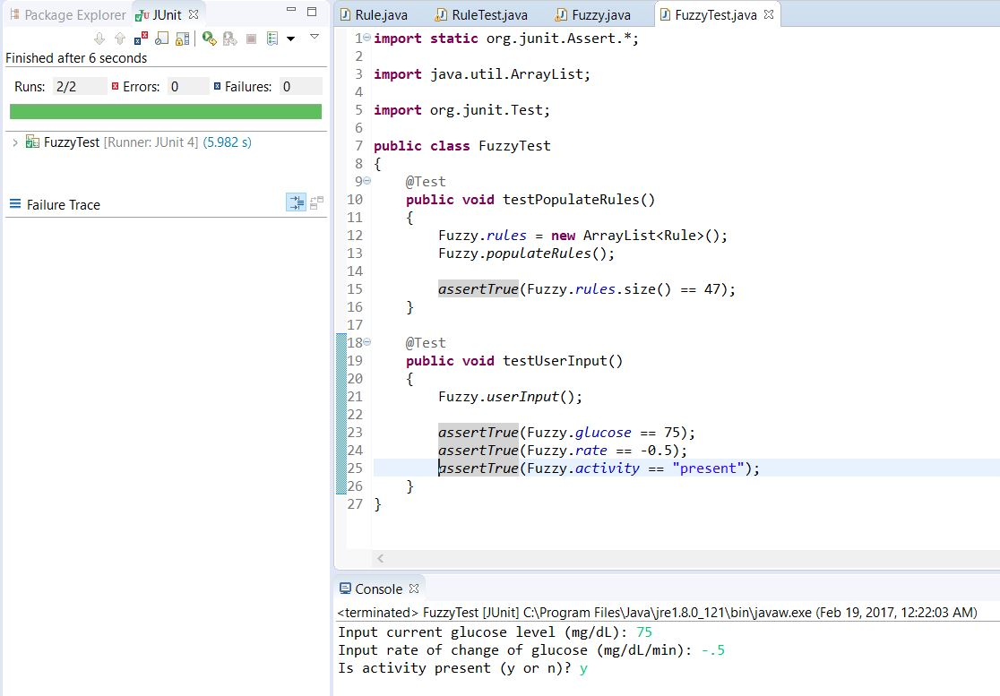 Package Explorer JUnit
Finished after 6 seconds
Runs: 2/2 Errors: 0 Failures: 0
FuzzyTest [Runner: JUnit 4] (5.982 s)
Failure Trace
Rule.java RuleTest.java Fuzzy.java FuzzyTest.java
1 import static org.junit.Assert.*;
2
3 import java.util.ArrayList;
4
5 import org.junit.Test;
6
7 public class FuzzyTest
8 {
9 @Test
10 public void testPopulateRules()
11 {
12 Fuzzy.rules = new ArrayList<Rule>();
13 Fuzzy.populateRules();
14
15 assertTrue(Fuzzy.rules.size() == 47);
16 }
17
18 @Test
19 public void testUserInput()
20 {
21 Fuzzy.userInput();
22
23 assertTrue(Fuzzy.glucose == 75);
24 assertTrue(Fuzzy.rate == -0.5);
25 assertTrue(Fuzzy.activity == "present");
26 }
27 }
Console
<terminated> FuzzyTest [JUnit] C:\Program Files\Java\jre1.8.0_121\bin\javaw.exe (Feb 19, 2017, 12:22:03 AM)
Input current glucose level (mg/dL): 75
Input rate of change of glucose (mg/dL/min): -.5
Is activity present (y or n)? y